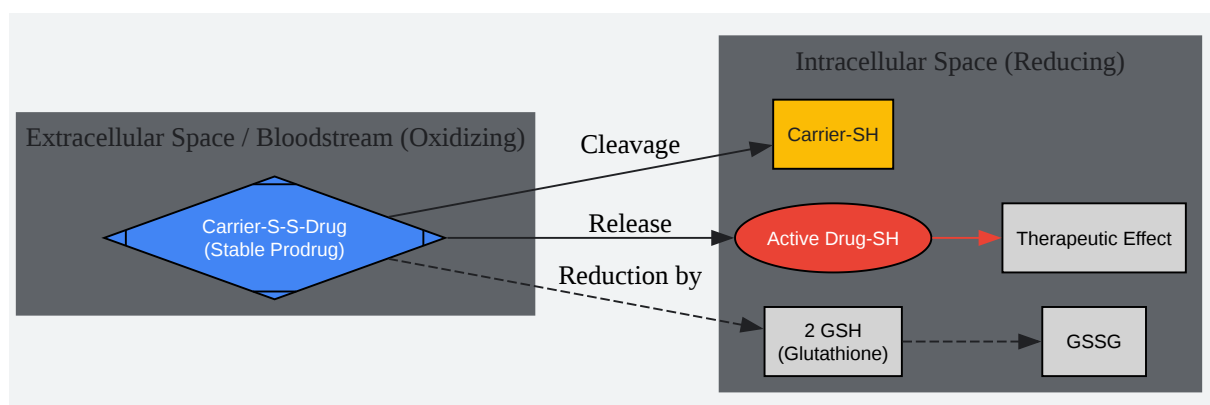 Intracellular Space (Reducing)
Extracellular Space / Bloodstream (Oxidizing)
Cleavage
Carrier-SH
Carrier-S-S-Drug
(Stable Prodrug)
Release
Active Drug-SH
Therapeutic Effect
Reduction by
2 GSH
(Glutathione)
GSSG